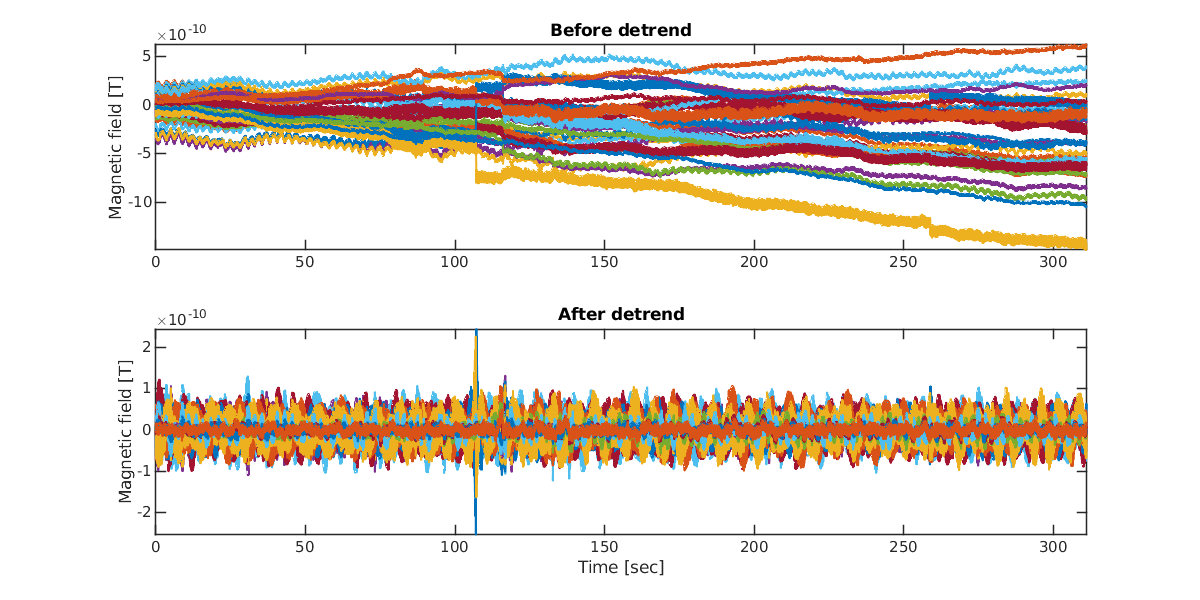 Before detrend
×10⁻¹⁰
5
0
-5
-10
Magnetic field [T]
0 50 100 150 200 250 300
After detrend
×10⁻¹⁰
2
1
0
-1
-2
Magnetic field [T]
0 50 100 150 200 250 300
Time [sec]